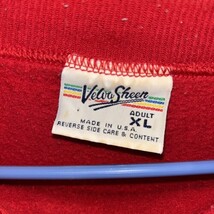 Velva Sheen
ADULT
XL
MADE IN U.S.A.
REVERSE SIDE CARE & CONTENT